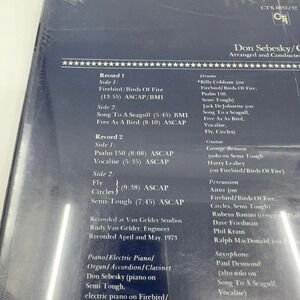 CTX 6031/32
CTI
Don Sebesky/
Arranged and Conducted
Record 1
Side 1:
Firebird/Birds Of Fire
(13:55) ASCAP/BMI
Side 2:
Song To A Seagull (5:45) BMI
Free As A Bird (8:10) ASCAP
Record 2
Side 1:
Psalm 150 (8:08) ASCAP
Vocalise (5:35) ASCAP
Side 2:
Fly
Circles
} (9:38) ASCAP
Semi-Tough (7:45) ASCAP
Recorded at Van Gelder Studios
Rudy Van Gelder, Engineer
Recorded April and May, 1973
Piano/Electric Piano/
Organ/Accordion/Clavinet
Don Sebesky (piano on
Semi-Tough,
electric piano on Firebird/
Drums
*Billy Cobham (on
Firebird/Birds Of Fire,
Psalm 150,
Semi-Tough)
Jack DeJohnette (on
Song To A Seagull,
Free As A Bird,
Vocalise,
Fly, Circles)
Guitar
George Benson
(solo on Semi-Tough)
Harry Leahey
(on Firebird/Birds Of Fire)
Percussion
Airto (on
Firebird/Birds Of Fire,
Circles, Semi-Tough)
Rubens Bassini (congas)
Dave Friedman
Phil Kraus
Ralph MacDonald (on
Saxophone
Paul Desmond
(alto solo on
Song To A Seagull,
Vocalise)